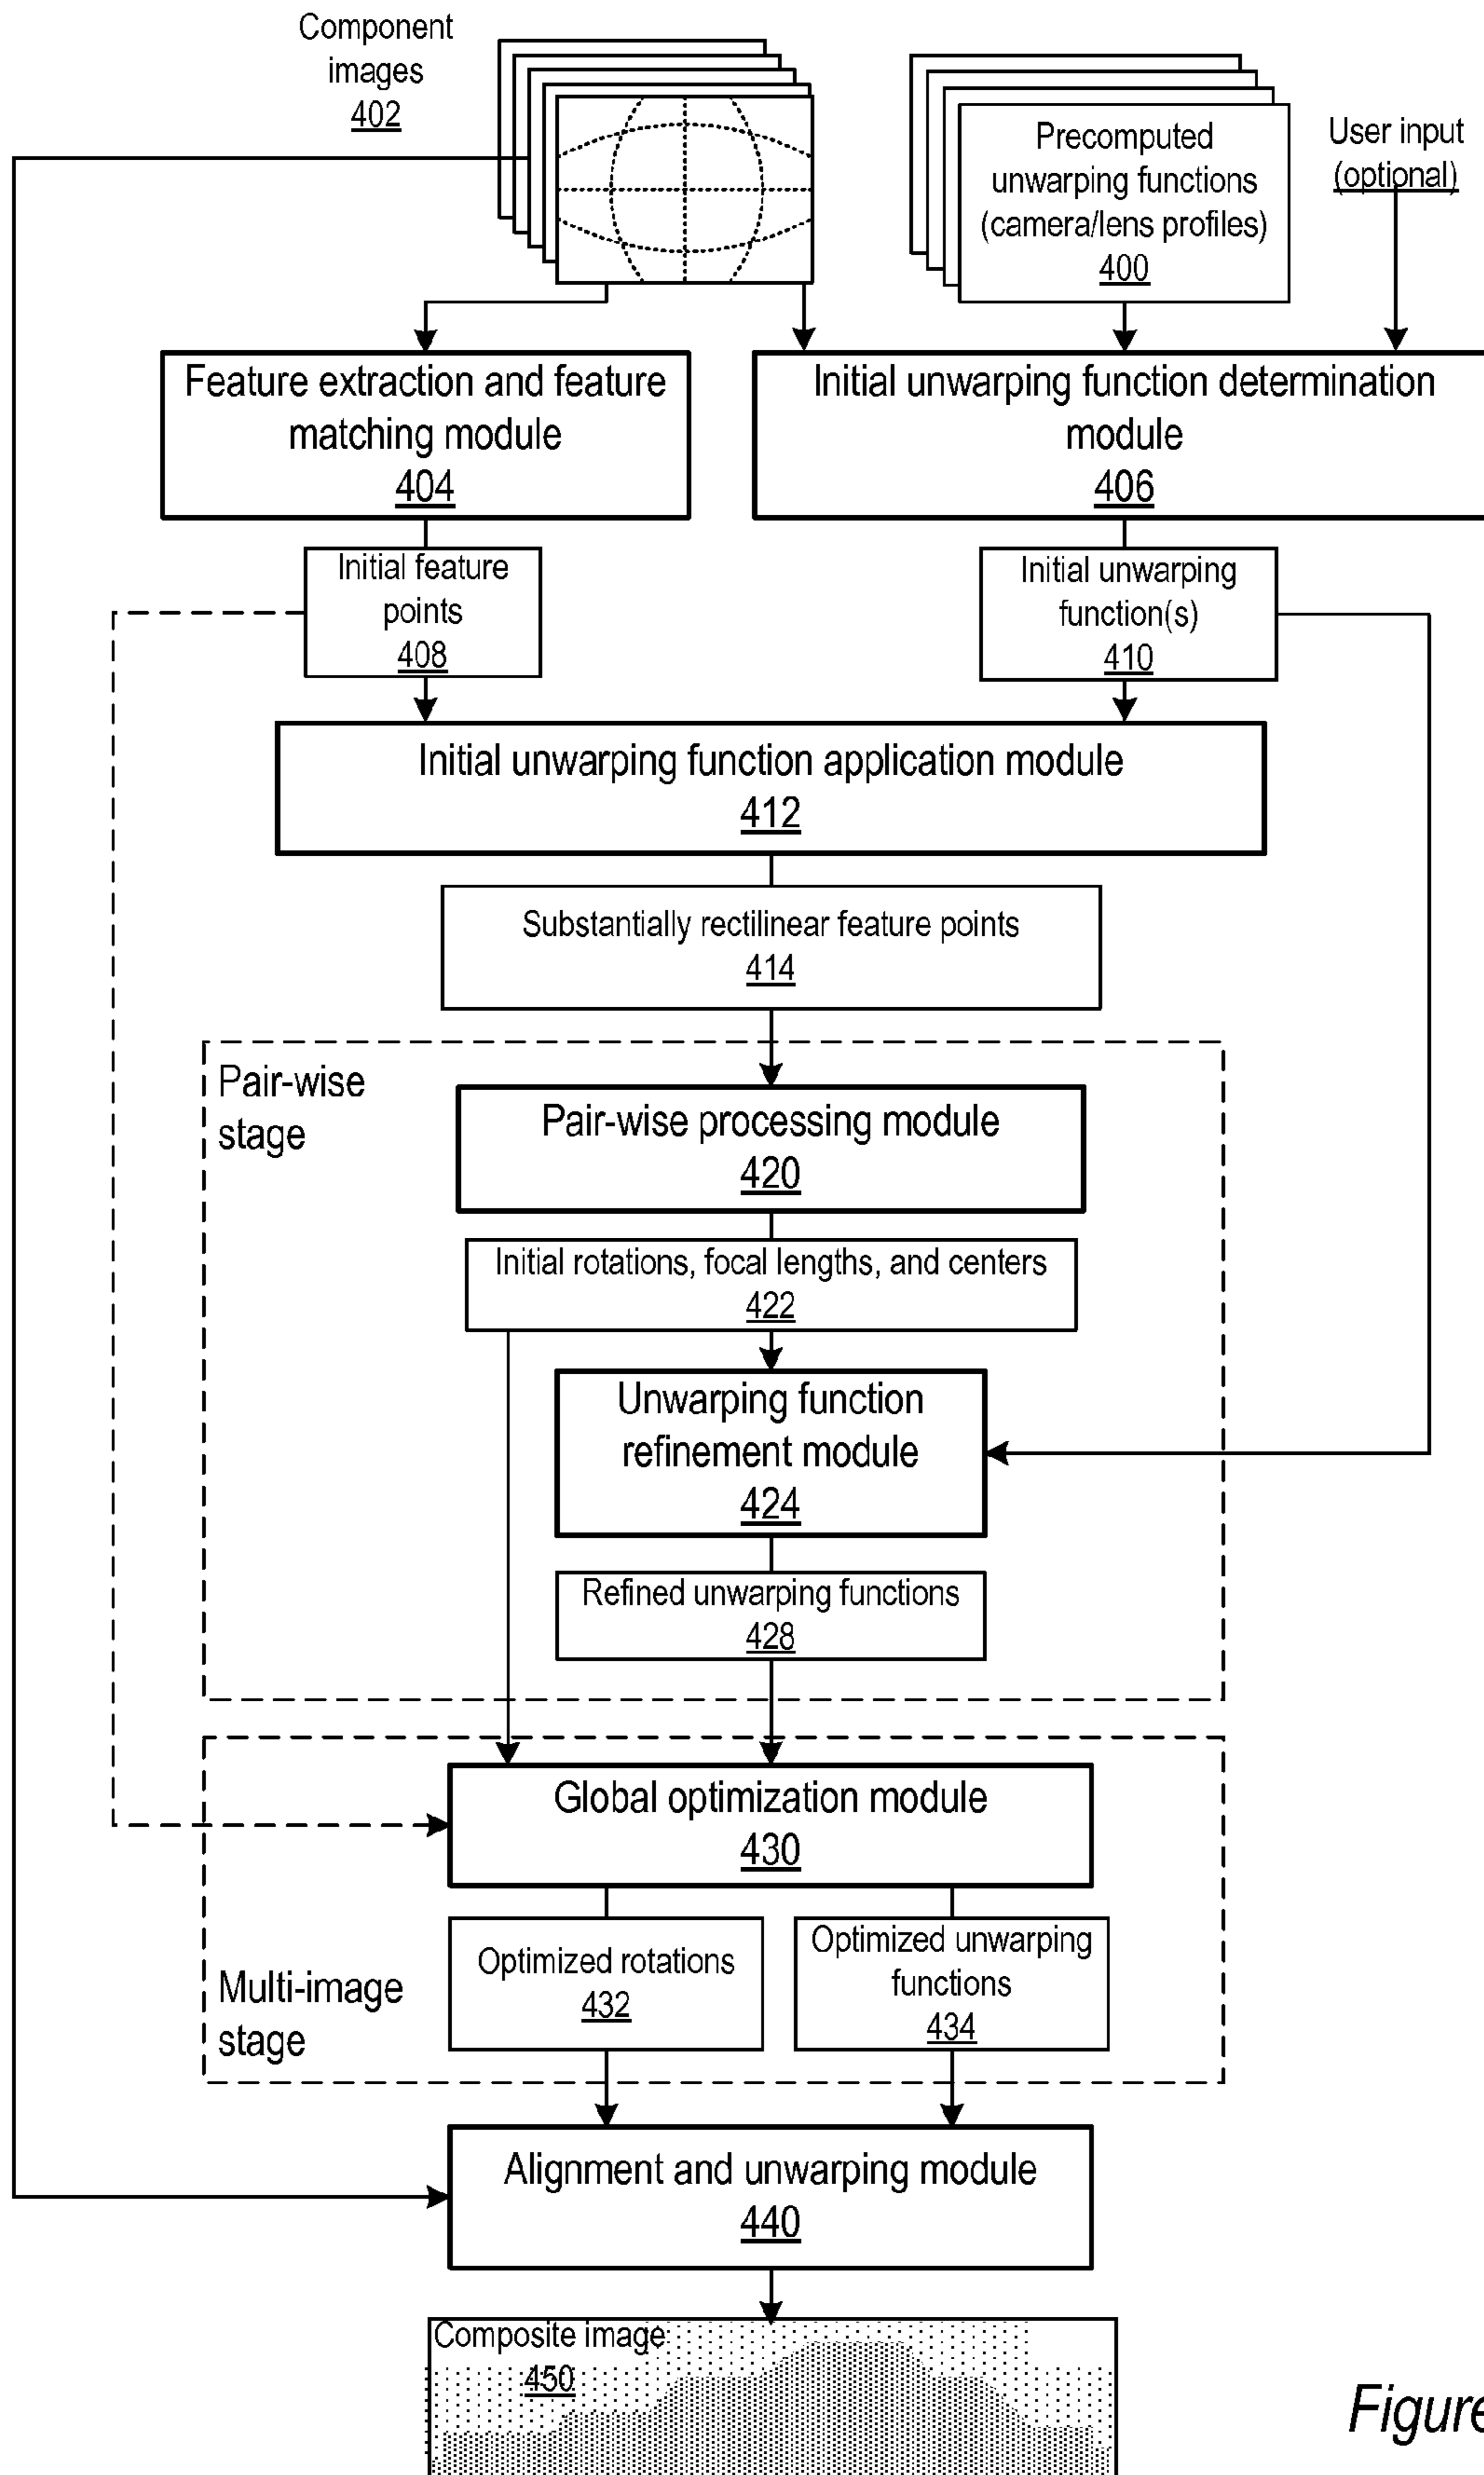 Component
images
402
Precomputed
unwarping functions
(camera/lens profiles)
400
User input
(optional)
Feature extraction and feature
matching module
404
Initial unwarping function determination
module
406
Initial feature
points
408
Initial unwarping
function(s)
410
Initial unwarping function application module
412
Substantially rectilinear feature points
414
Pair-wise
stage
Pair-wise processing module
420
Initial rotations, focal lengths, and centers
422
Unwarping function
refinement module
424
Refined unwarping functions
428
Global optimization module
430
Optimized rotations
432
Optimized unwarping
functions
434
Multi-image
stage
Alignment and unwarping module
440
Composite image
450
Figure